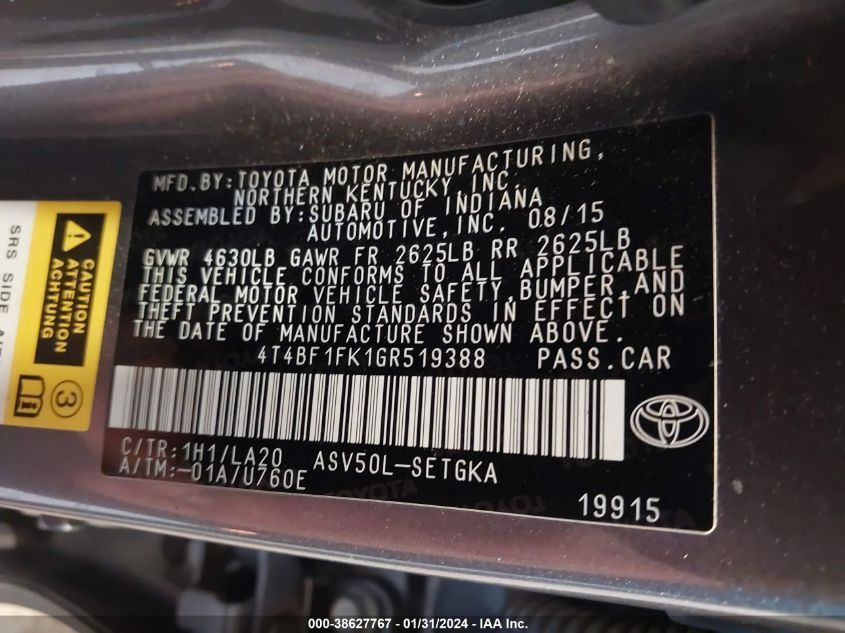 MFD. BY: TOYOTA MOTOR MANUFACTURING,
NORTHERN KENTUCKY, INC.
ASSEMBLED BY: SUBARU OF INDIANA
AUTOMOTIVE, INC. 08/15
GVWR 4630LB GAWR FR 2625LB RR 2625LB
THIS VEHICLE CONFORMS TO ALL APPLICABLE
FEDERAL MOTOR VEHICLE SAFETY, BUMPER, AND
THEFT PREVENTION STANDARDS IN EFFECT ON
THE DATE OF MANUFACTURE SHOWN ABOVE.
4T4BF1FK1GR519388 PASS.CAR
C/TR: 1H1/LA20 ASV50L-SETGKA
A/TM:-01A/U760E
19915
CAUTION
ATTENTION
ACHTUNG
3
SRS SIDE
000-38627767 / 01/31/2024 / IAA Inc.